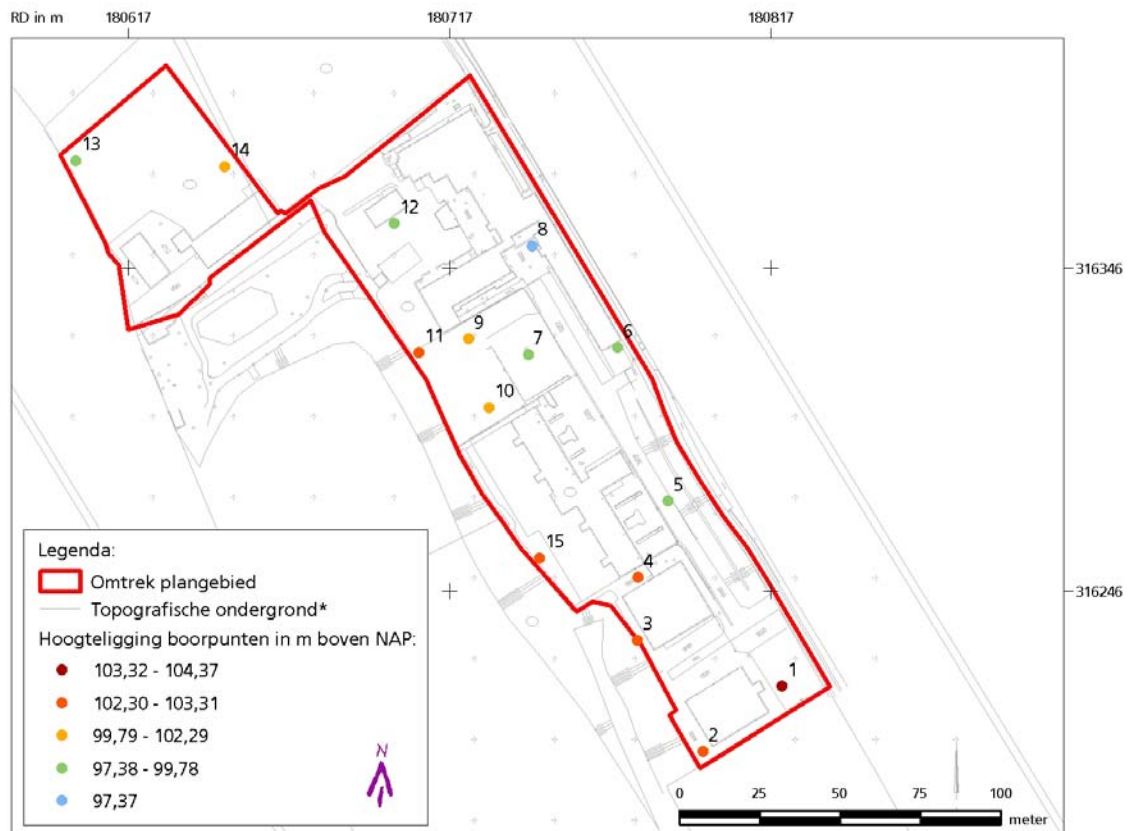 RD in m
180617 180717 180817
13
14
12
8
316346
11
9
7
6
10
5
15
4
316246
3
1
2
Legenda:
Omtrek plangebied
Topografische ondergrond*
Hoogteligging boorpunten in m boven NAP:
103,32 - 104,37
102,30 - 103,31
99,79 - 102,29
97,38 - 99,78
97,37
N
0 25 50 75 100
meter